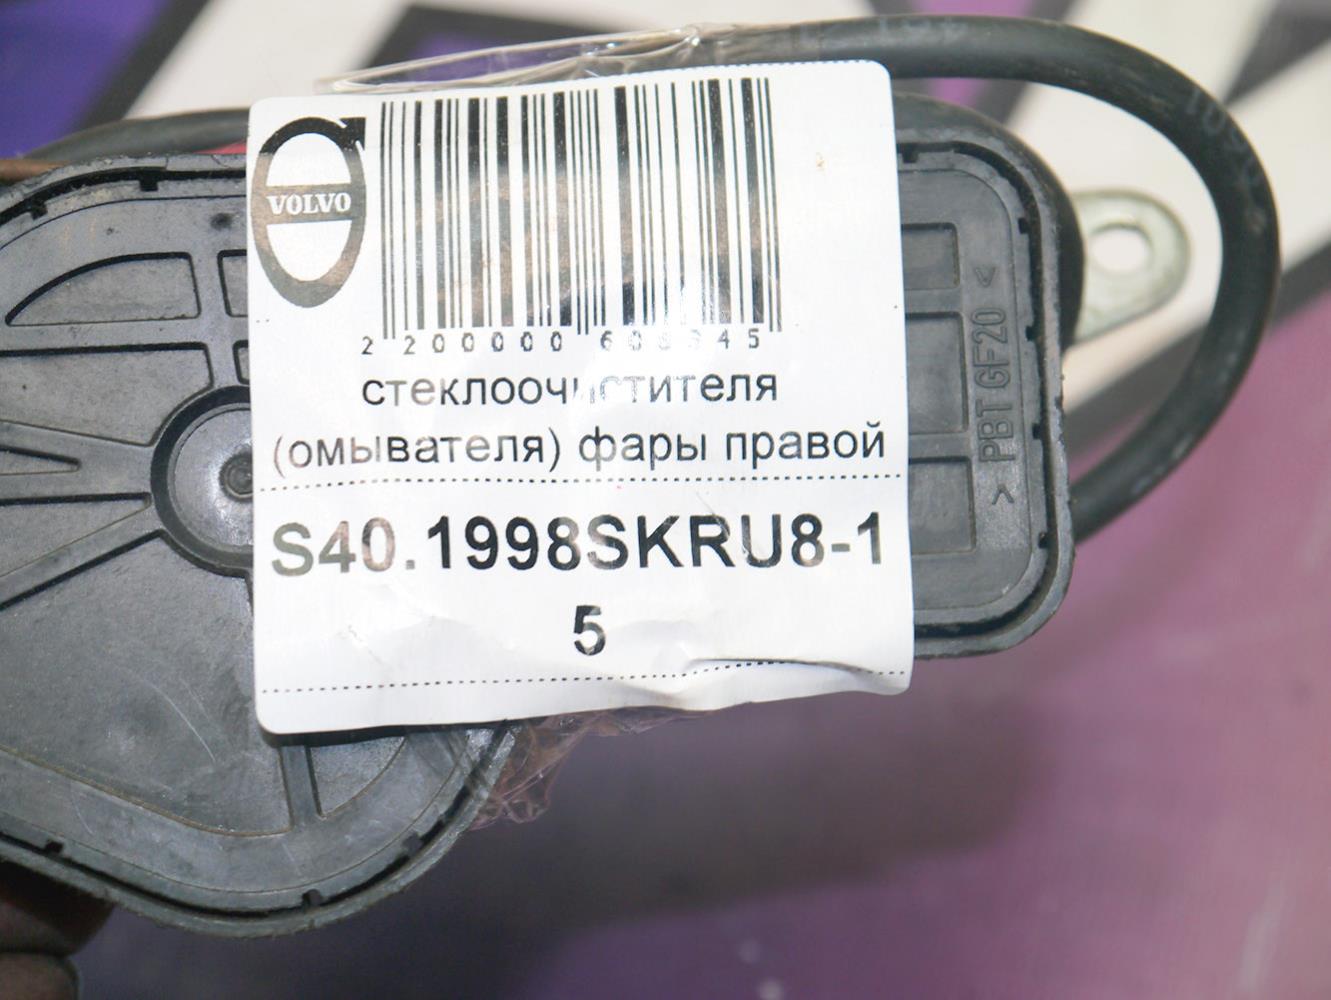 VOLVO
стеклоочистителя
(омывателя) фары правой
S40.1998SKRU8-1
5
> PBT GF20 <